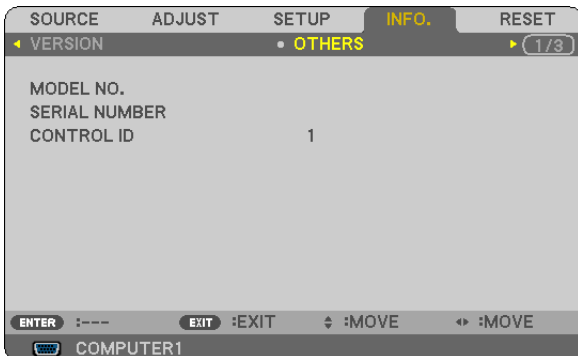 SOURCE ADJUST SETUP INFO. RESET
VERSION OTHERS 1/3
MODEL NO.
SERIAL NUMBER
CONTROL ID 1
ENTER :--- EXIT :EXIT :MOVE :MOVE
COMPUTER1